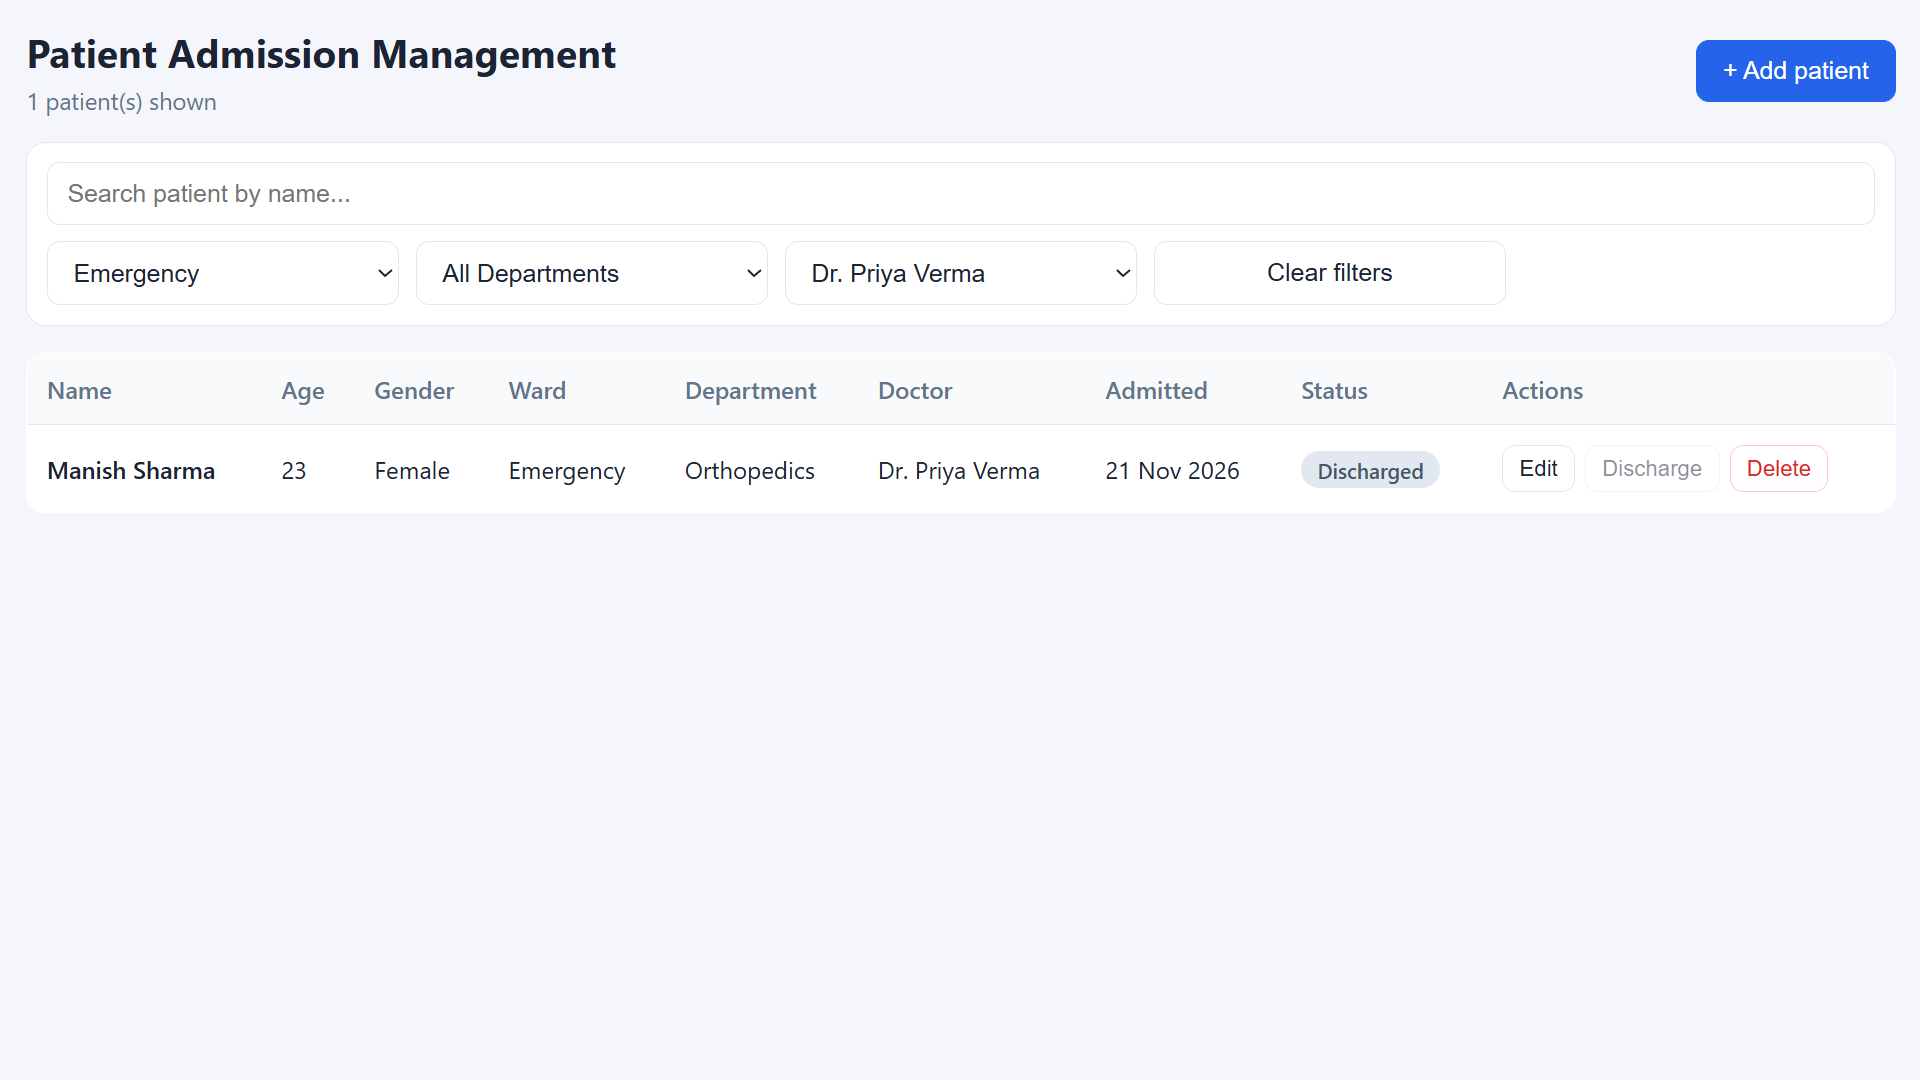 Patient Admission Management
1 patient(s) shown
+ Add patient
Search patient by name...
Emergency All Departments Dr. Priya Verma Clear filters
Name Age Gender Ward Department Doctor Admitted Status Actions
Manish Sharma 23 Female Emergency Orthopedics Dr. Priya Verma 21 Nov 2026 Discharged Edit Discharge Delete